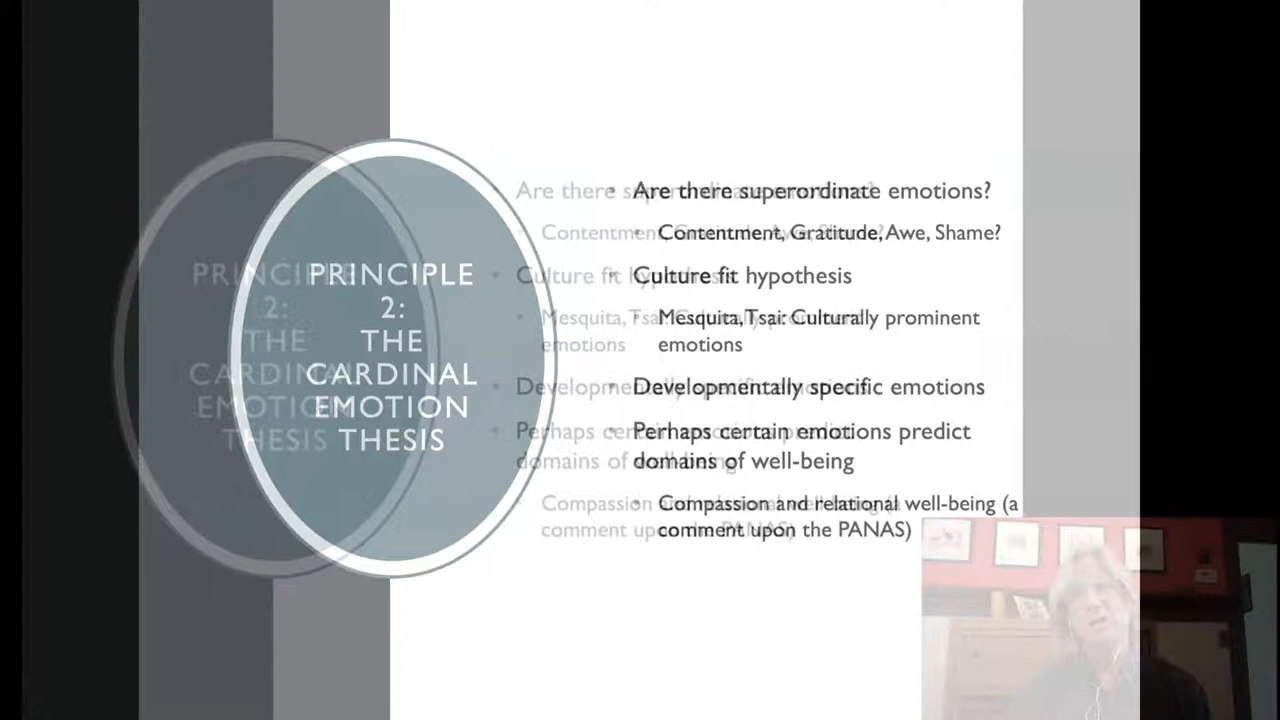 PRINCIPLE
2:
THE
CARDINAL
EMOTION
THESIS
• Are there superordinate emotions?
• Contentment, Gratitude, Awe, Shame?
• Culture fit hypothesis
• Mesquita, Tsai: Culturally prominent
emotions
• Developmentally specific emotions
• Perhaps certain emotions predict
domains of well-being
• Compassion and relational well-being (a
comment upon the PANAS)